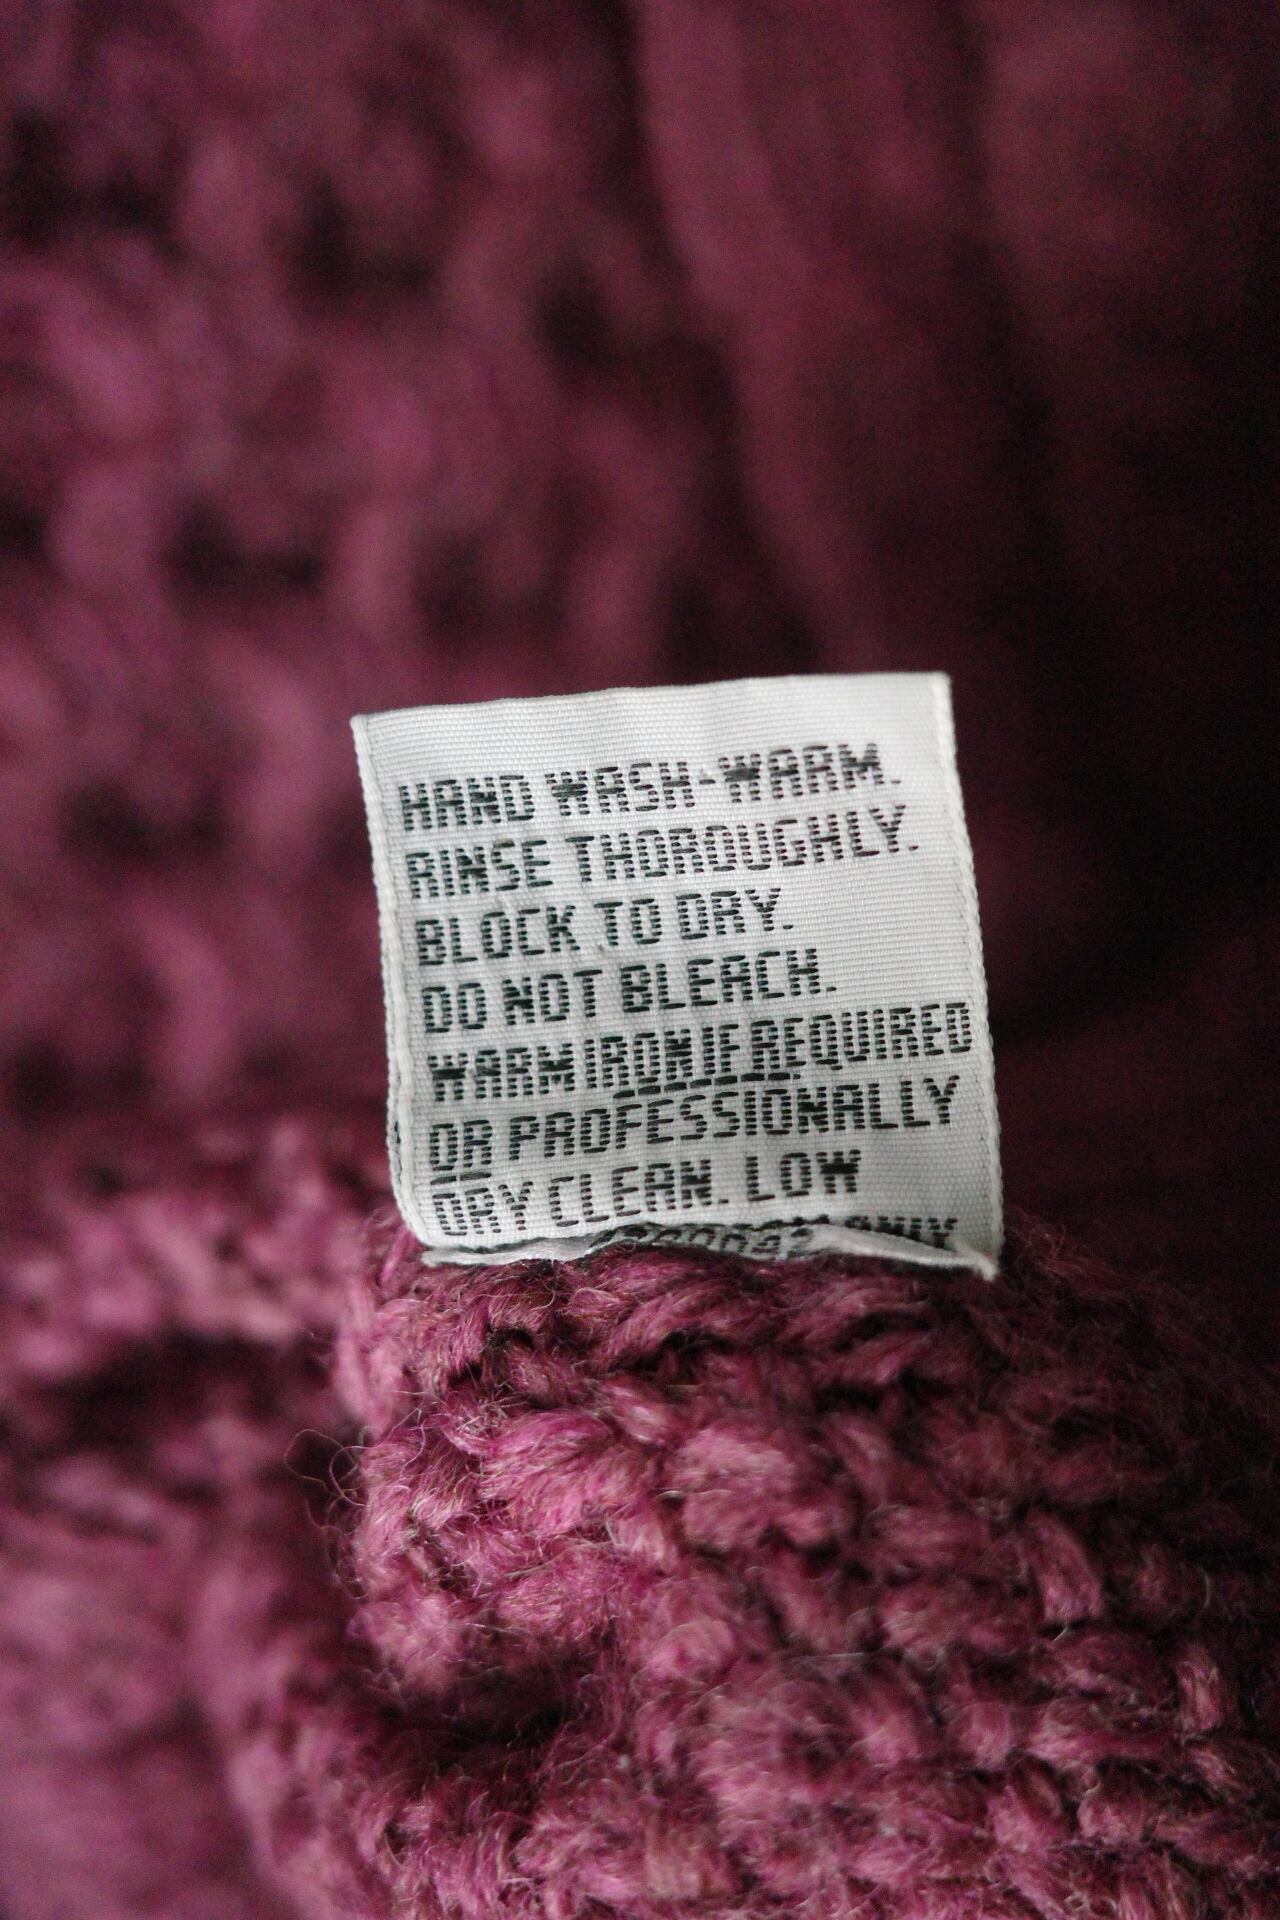 HAND WASH-WARM.
RINSE THOROUGHLY.
BLOCK TO DRY.
DO NOT BLEACH.
WARM IRON IF REQUIRED
OR PROFESSIONALLY
DRY CLEAN. LOW
ONLY